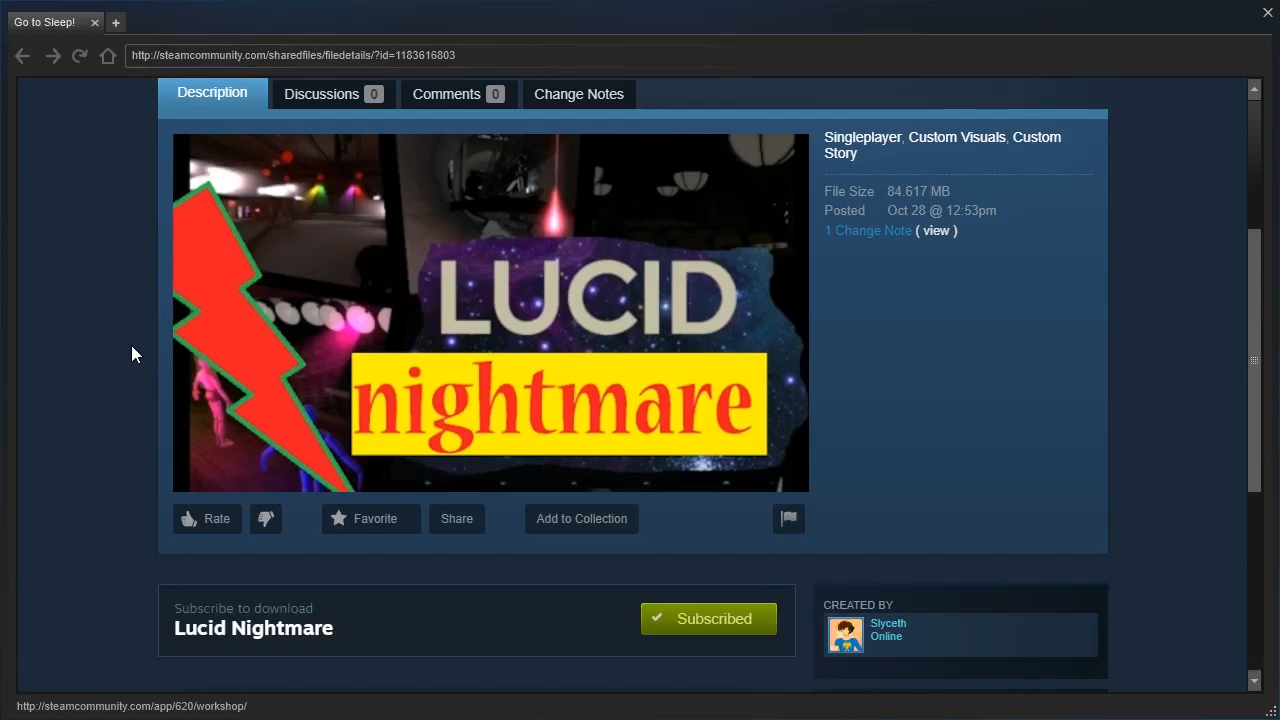 Go to Sleep!
http://steamcommunity.com/sharedfiles/filedetails/?id=1183616803
Description
Discussions 0
Comments 0
Change Notes
LUCID
nightmare
Singleplayer, Custom Visuals, Custom
Story
File Size 84.617 MB
Posted Oct 28 @ 12:53pm
1 Change Note ( view )
Rate
Favorite
Share
Add to Collection
Subscribe to download
Lucid Nightmare
Subscribed
CREATED BY
Slyceth
Online
http://steamcommunity.com/app/620/workshop/